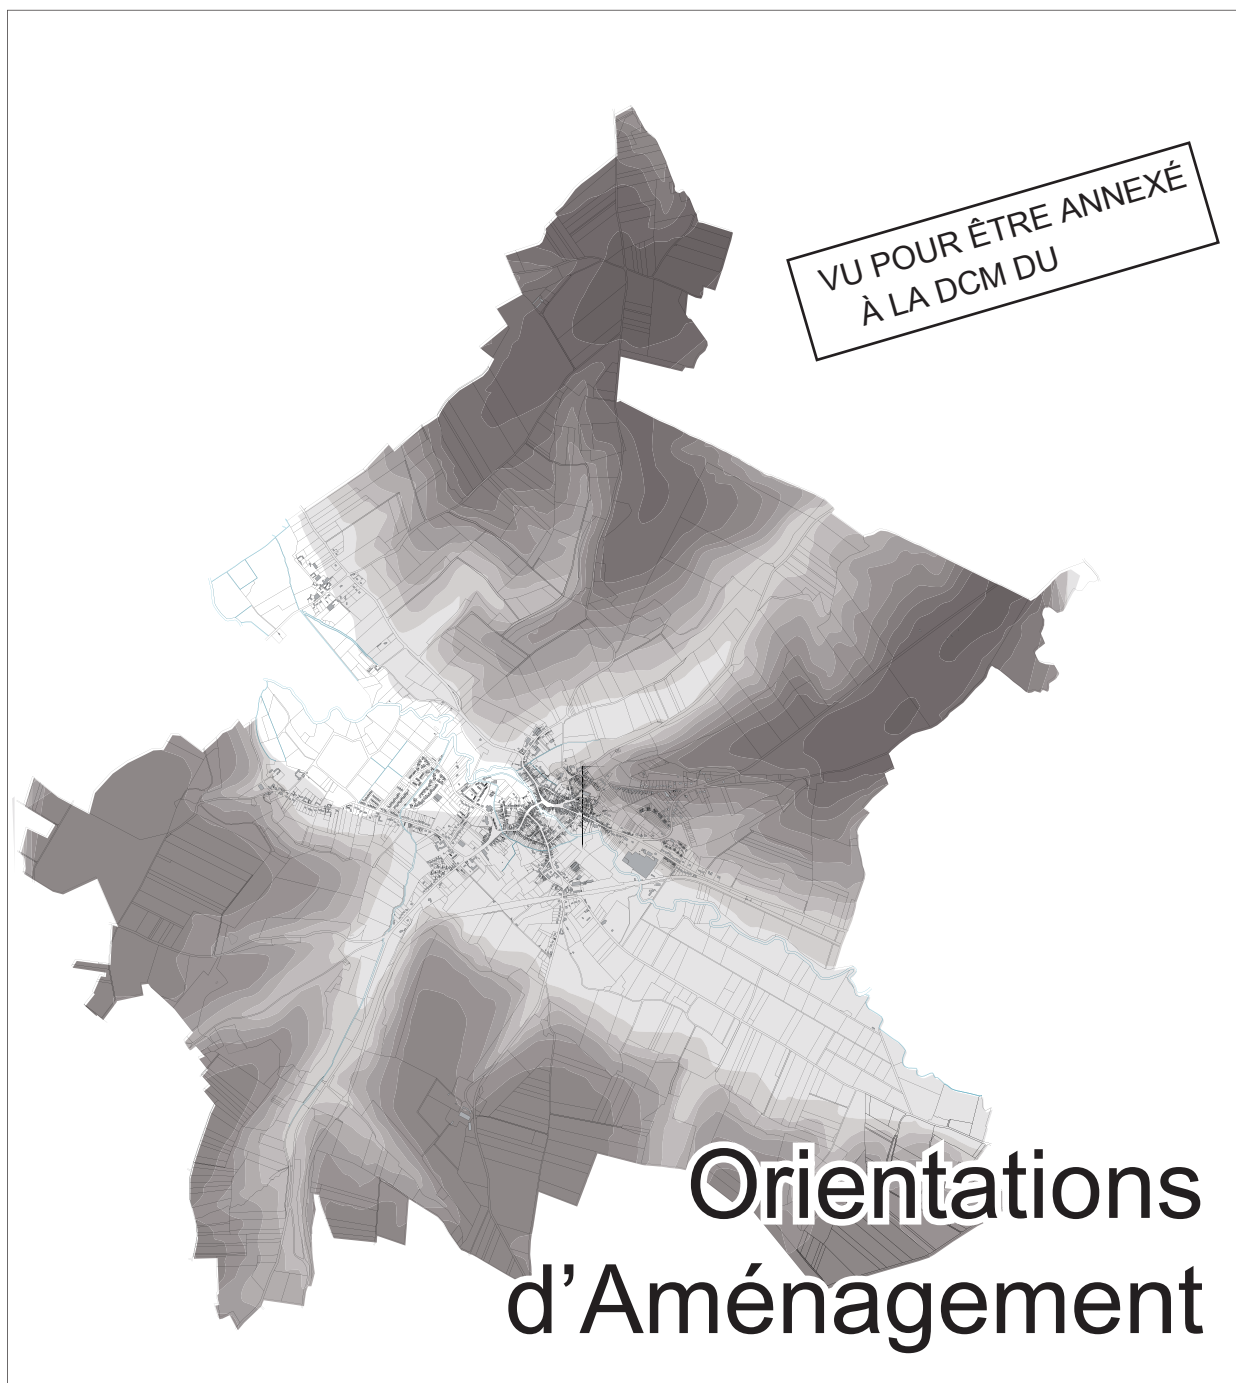 VU POUR ÊTRE ANNEXÉ
À LA DCM DU
Orientations
d’Aménagement